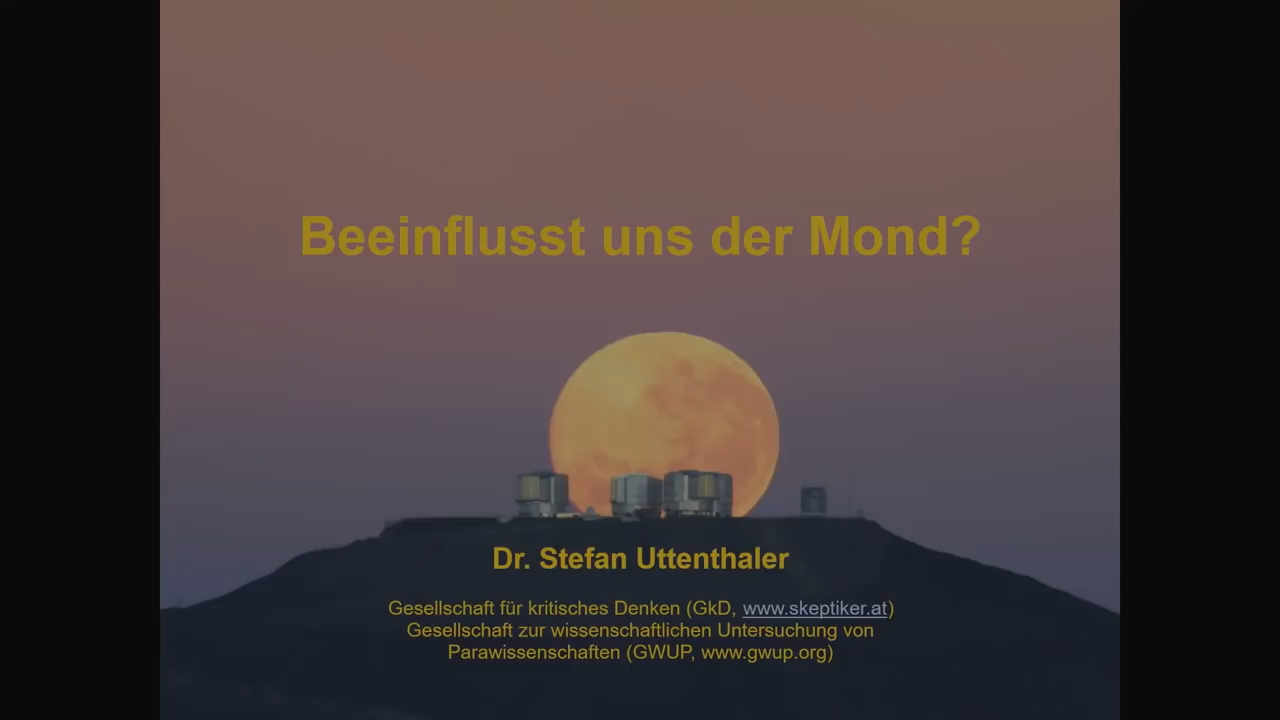 Beeinflusst uns der Mond?
Dr. Stefan Uttenthaler
Gesellschaft für kritisches Denken (GkD, www.skeptiker.at)
Gesellschaft zur wissenschaftlichen Untersuchung von
Parawissenschaften (GWUP, www.gwup.org)